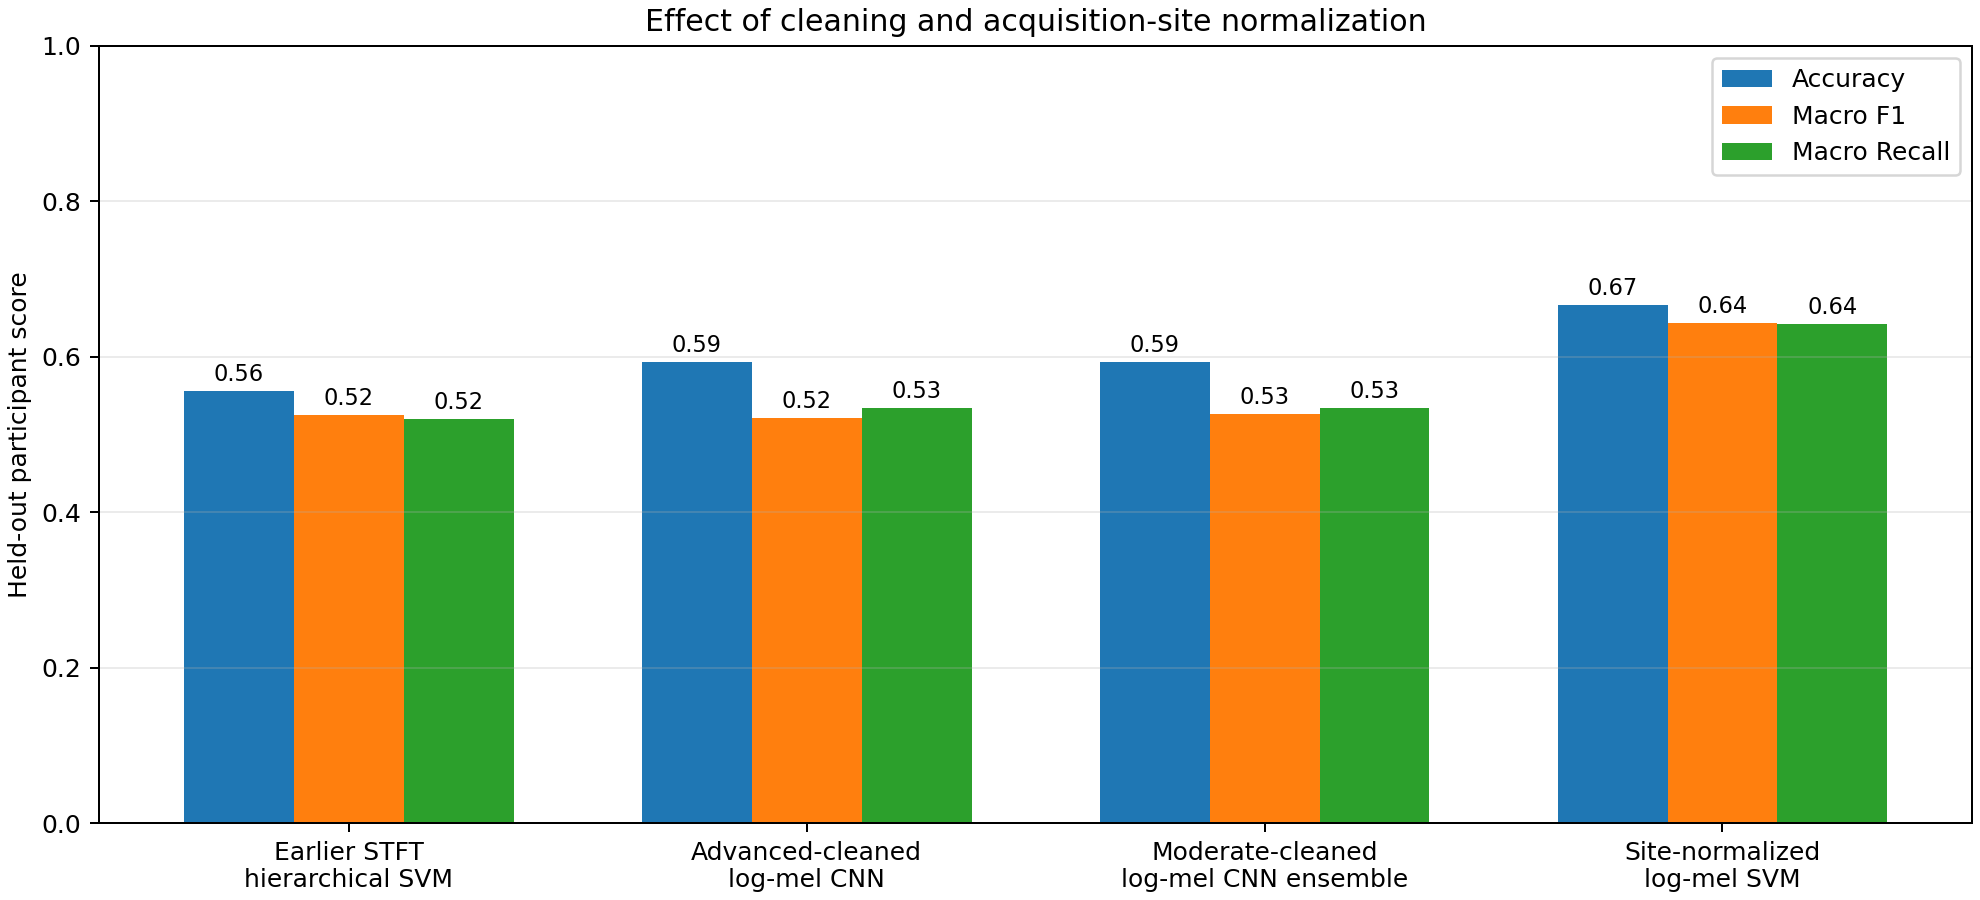 Effect of cleaning and acquisition-site normalization
1.0
0.8
0.6
0.4
0.2
0.0
Held-out participant score
Accuracy
Macro F1
Macro Recall
0.56
0.52
0.52
0.59
0.52
0.53
0.59
0.53
0.53
0.67
0.64
0.64
Earlier STFT
hierarchical SVM
Advanced-cleaned
log-mel CNN
Moderate-cleaned
log-mel CNN ensemble
Site-normalized
log-mel SVM